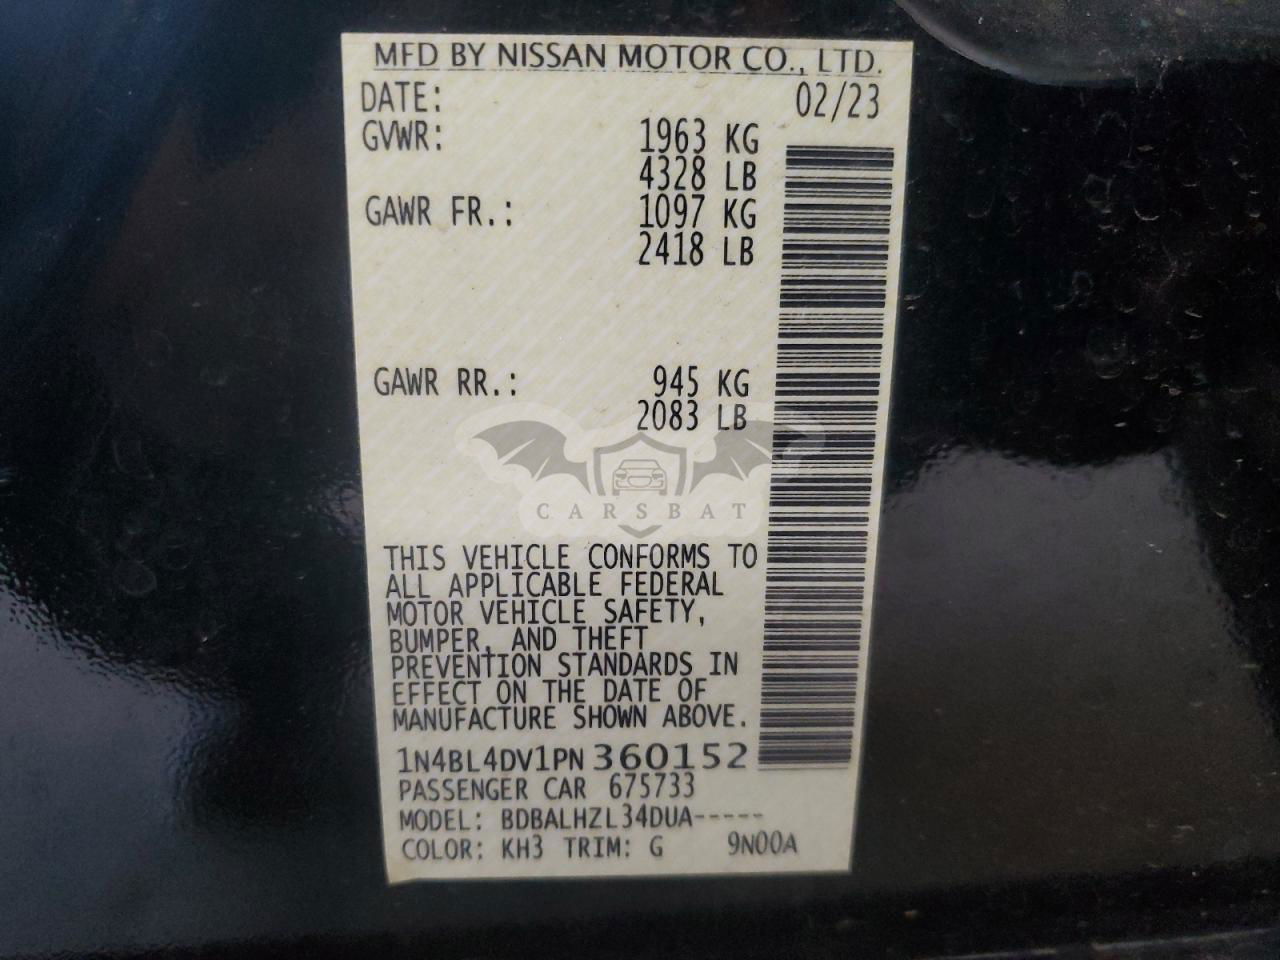 MFD BY NISSAN MOTOR CO., LTD.
DATE: 02/23
GVWR: 1963 KG
4328 LB
GAWR FR.: 1097 KG
2418 LB
GAWR RR.: 945 KG
2083 LB
CARSBAT
THIS VEHICLE CONFORMS TO
ALL APPLICABLE FEDERAL
MOTOR VEHICLE SAFETY,
BUMPER, AND THEFT
PREVENTION STANDARDS IN
EFFECT ON THE DATE OF
MANUFACTURE SHOWN ABOVE.
1N4BL4DV1PN360152
PASSENGER CAR 675733
MODEL: BDBALHZL34DUA-----
COLOR: KH3 TRIM: G 9N00A